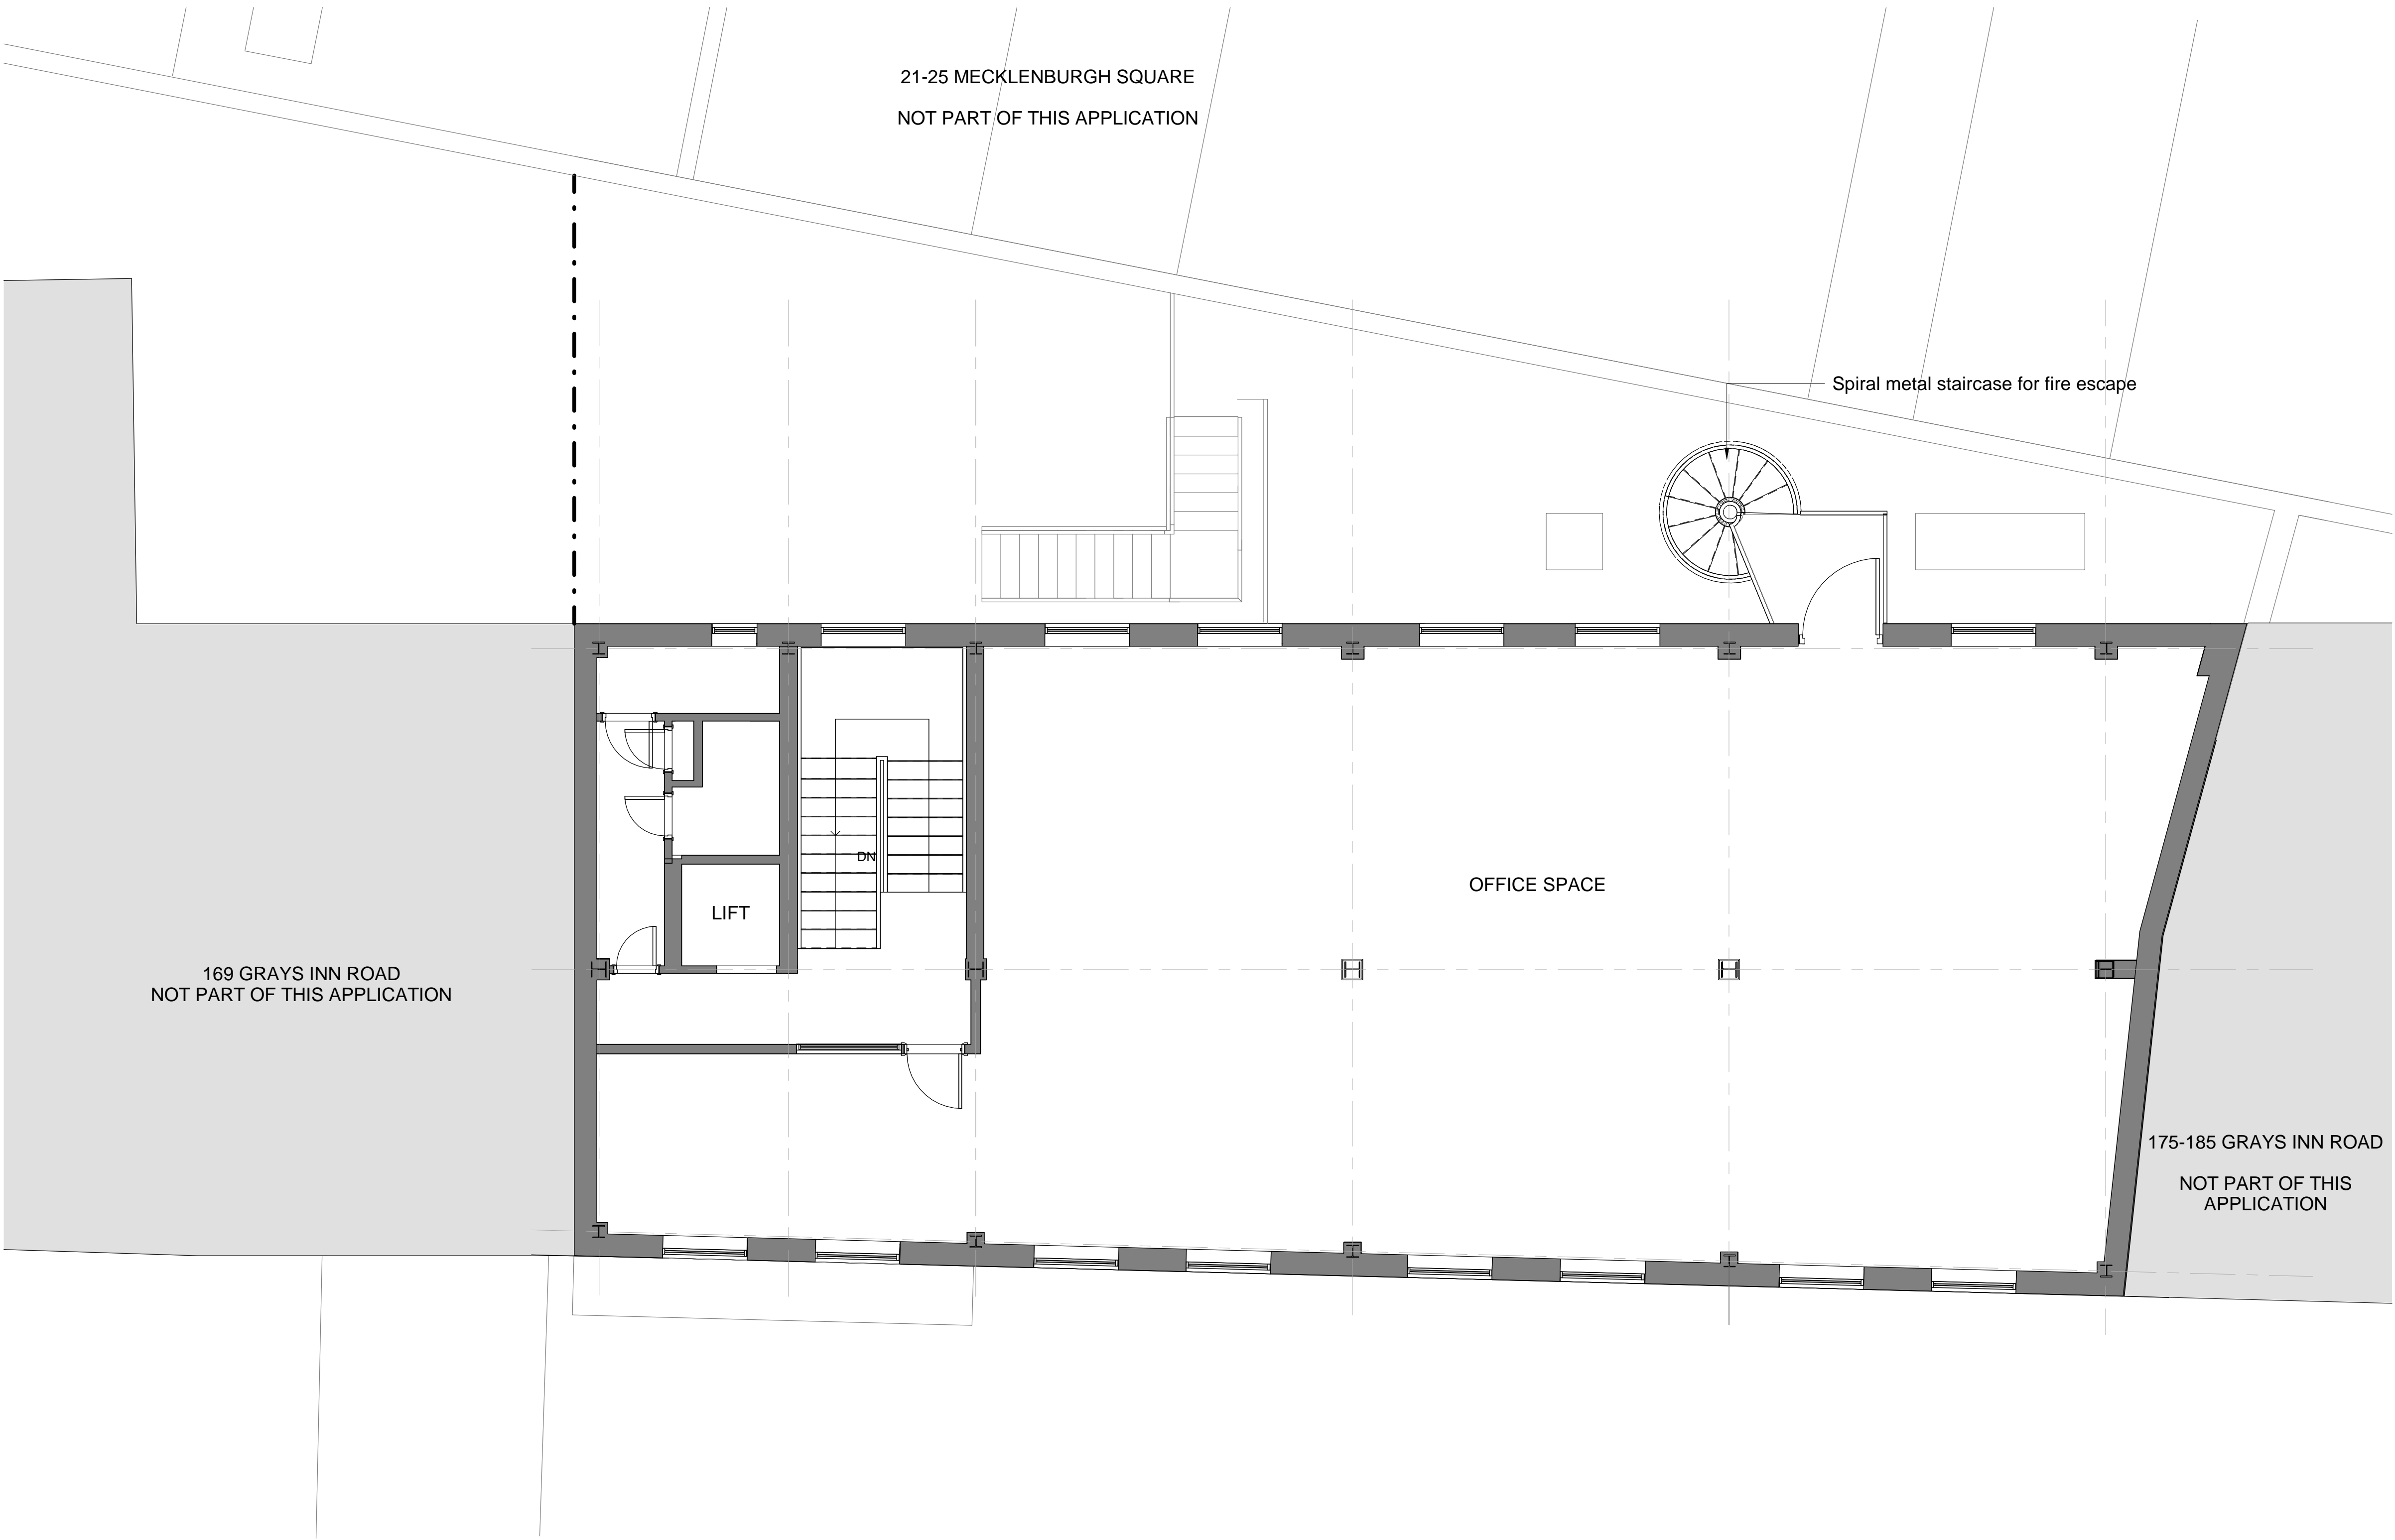 21-25 MECKLENBURGH SQUARE
NOT PART OF THIS APPLICATION
Spiral metal staircase for fire escape
DN
OFFICE SPACE
LIFT
169 GRAYS INN ROAD
NOT PART OF THIS APPLICATION
175-185 GRAYS INN ROAD
NOT PART OF THIS
APPLICATION